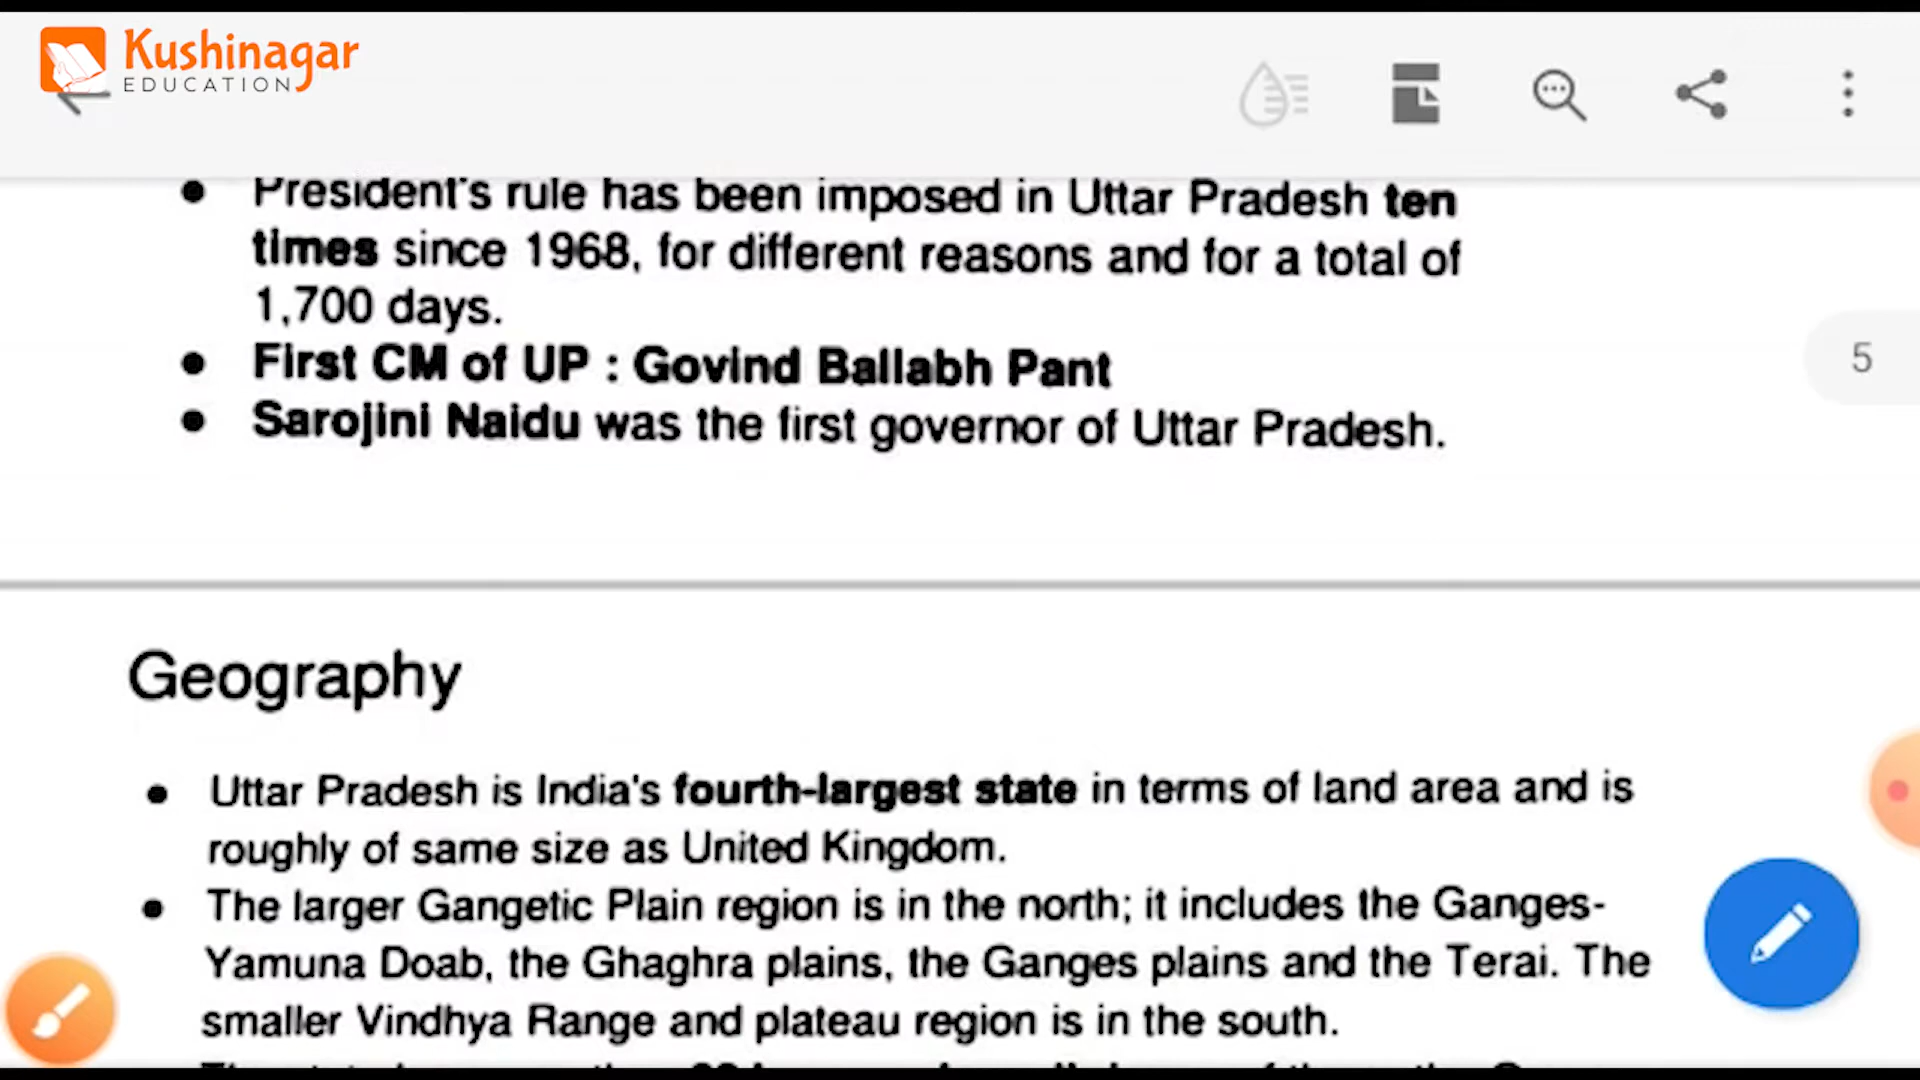 Kushinagar
EDUCATION
President's rule has been imposed in Uttar Pradesh ten
times since 1968, for different reasons and for a total of
1,700 days.
First CM of UP : Govind Ballabh Pant
5
Sarojini Naidu was the first governor of Uttar Pradesh.
Geography
Uttar Pradesh is India's fourth-largest state in terms of land area and is
roughly of same size as United Kingdom.
The larger Gangetic Plain region is in the north; it includes the Ganges-
Yamuna Doab, the Ghaghra plains, the Ganges plains and the Terai. The
smaller Vindhya Range and plateau region is in the south.